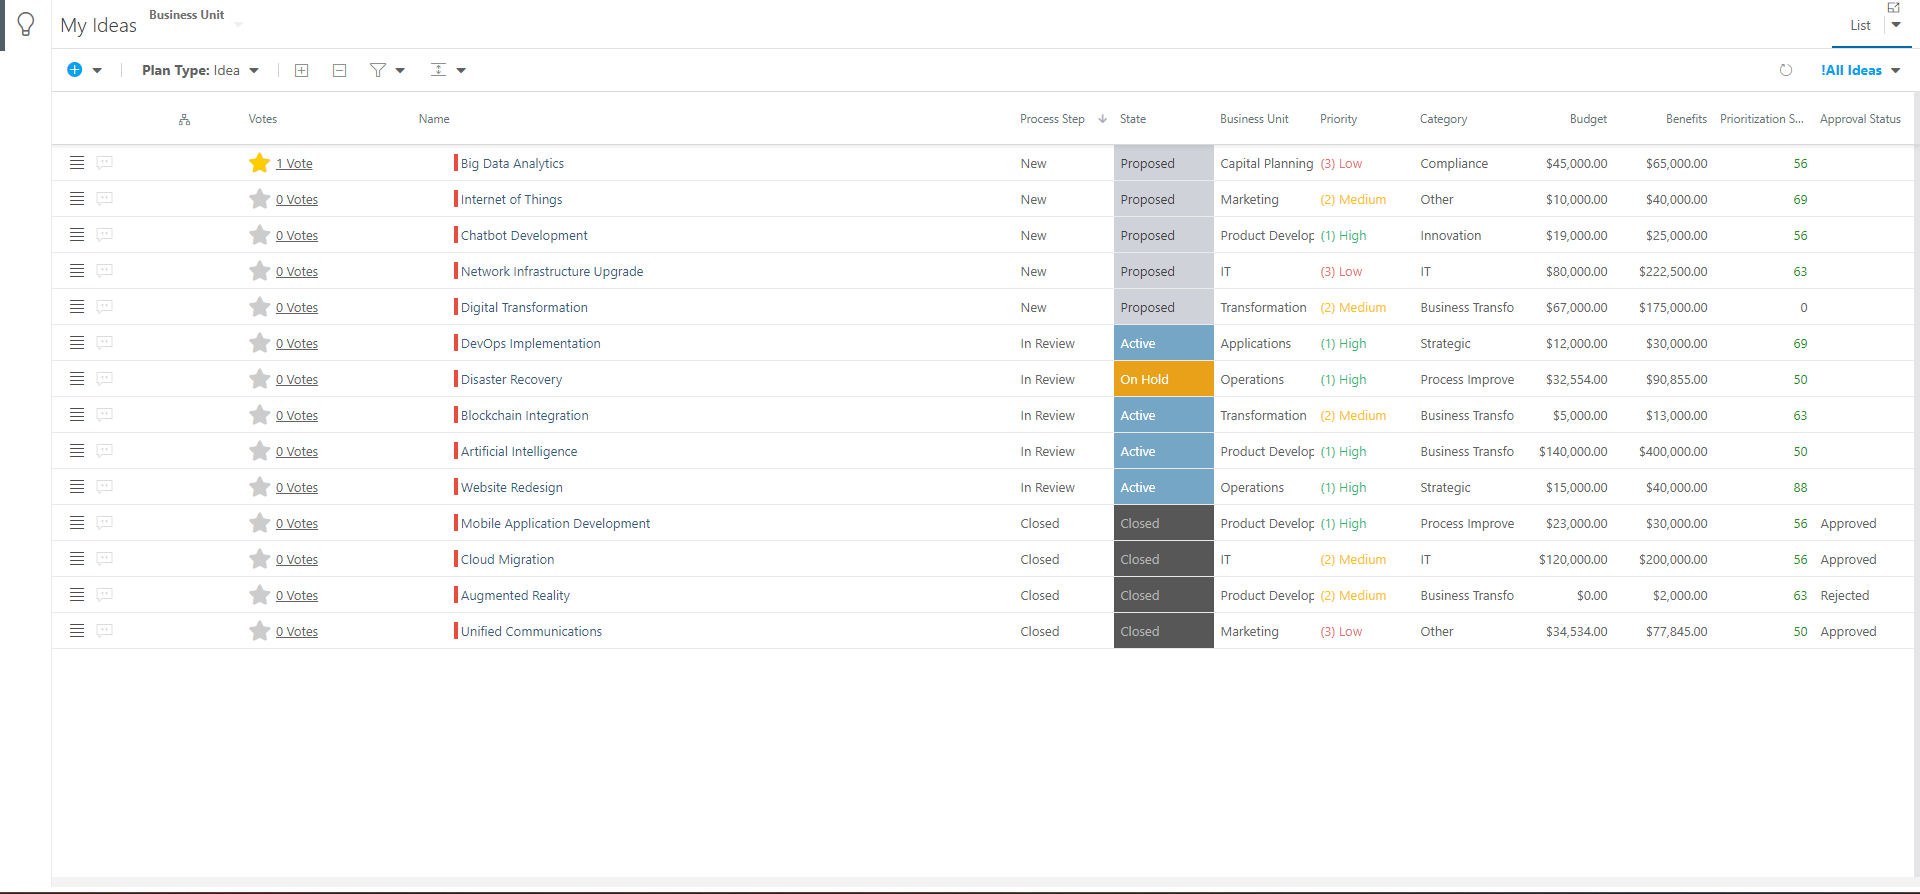 My Ideas Business Unit
List
Plan Type: Idea
!All Ideas
Votes Name Process Step State Business Unit Priority Category Budget Benefits Prioritization S... Approval Status
1 Vote Big Data Analytics New Proposed Capital Planning (3) Low Compliance $45,000.00 $65,000.00 56
0 Votes Internet of Things New Proposed Marketing (2) Medium Other $10,000.00 $40,000.00 69
0 Votes Chatbot Development New Proposed Product Develop (1) High Innovation $19,000.00 $25,000.00 56
0 Votes Network Infrastructure Upgrade New Proposed IT (3) Low IT $80,000.00 $222,500.00 63
0 Votes Digital Transformation New Proposed Transformation (2) Medium Business Transfo $67,000.00 $175,000.00 0
0 Votes DevOps Implementation In Review Active Applications (1) High Strategic $12,000.00 $30,000.00 69
0 Votes Disaster Recovery In Review On Hold Operations (1) High Process Improve $32,554.00 $90,855.00 50
0 Votes Blockchain Integration In Review Active Transformation (2) Medium Business Transfo $5,000.00 $13,000.00 63
0 Votes Artificial Intelligence In Review Active Product Develop (1) High Business Transfo $140,000.00 $400,000.00 50
0 Votes Website Redesign In Review Active Operations (1) High Strategic $15,000.00 $40,000.00 88
0 Votes Mobile Application Development Closed Closed Product Develop (1) High Process Improve $23,000.00 $30,000.00 56 Approved
0 Votes Cloud Migration Closed Closed IT (2) Medium IT $120,000.00 $200,000.00 56 Approved
0 Votes Augmented Reality Closed Closed Product Develop (2) Medium Business Transfo $0.00 $2,000.00 63 Rejected
0 Votes Unified Communications Closed Closed Marketing (3) Low Other $34,534.00 $77,845.00 50 Approved